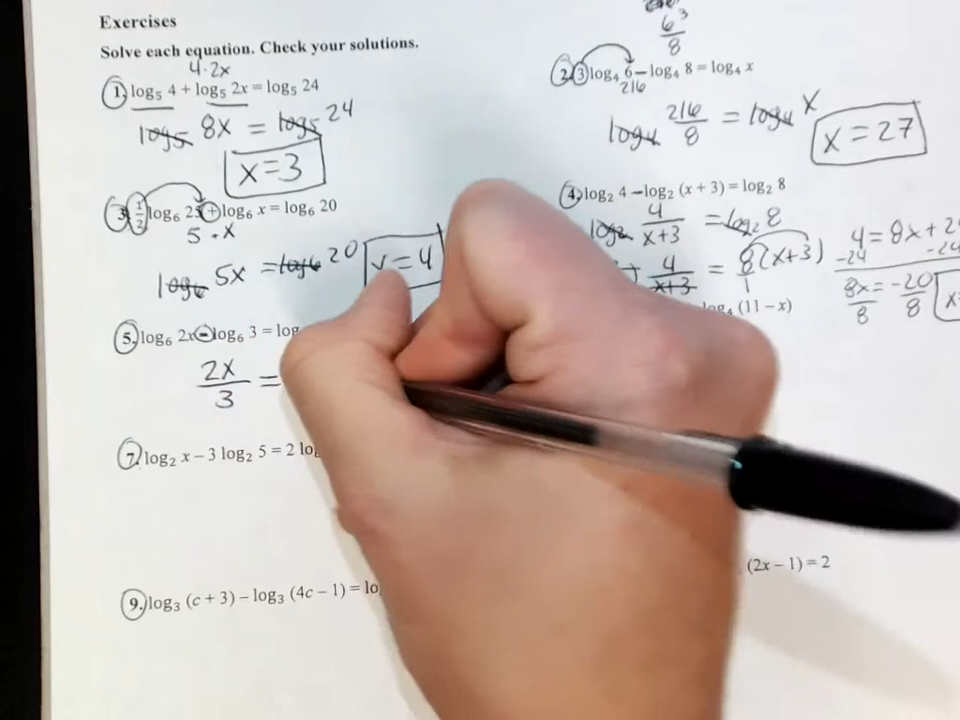 Exercises
Solve each equation. Check your solutions.
4·2x
1. log₅ 4 + log₅ 2x = log₅ 24
log₅ 8x = log₅ 24
x=3
6³
8
2. 3 log₄ 6 – log₄ 8 = log₄ x
216
log₄ 216/8 = log₄ x
x = 27
3. 1/2 log₆ 25 + log₆ x = log₆ 20
5 · x
log₆ 5x = log₆ 20
x=4
4. log₂ 4 – log₂ (x + 3) = log₂ 8
log₂ 4/x+3 = log₂ 8
4/x+3 = 8(x+3)/1
4 = 8x + 24
-24 -24
8x/8 = -20/8
x
5. log₆ 2x – log₆ 3 = log
2x/3 =
log₄ (11 – x)
7. log₂ x – 3 log₂ 5 = 2 log
(2x – 1) = 2
9. log₃ (c + 3) – log₃ (4c – 1) = lo